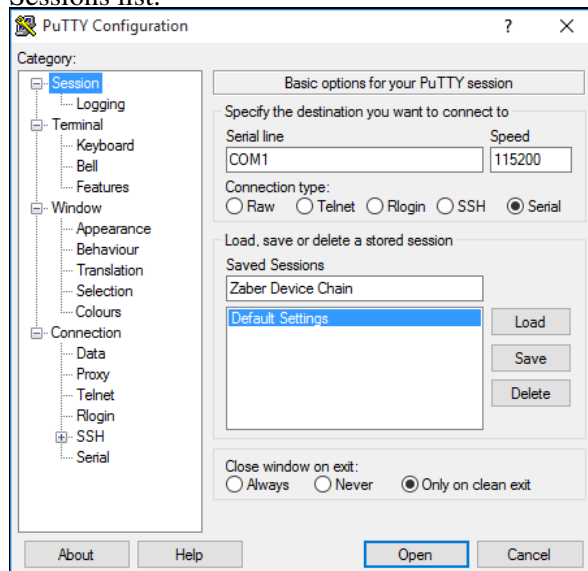 Sessions list.
PuTTY Configuration ? ×
Category:
Session
Logging
Terminal
Keyboard
Bell
Features
Window
Appearance
Behaviour
Translation
Selection
Colours
Connection
Data
Proxy
Telnet
Rlogin
SSH
Serial
Basic options for your PuTTY session
Specify the destination you want to connect to
Serial line Speed
COM1 115200
Connection type:
Raw Telnet Rlogin SSH Serial
Load, save or delete a stored session
Saved Sessions
Zaber Device Chain
Default Settings
Load
Save
Delete
Close window on exit:
Always Never Only on clean exit
About Help Open Cancel